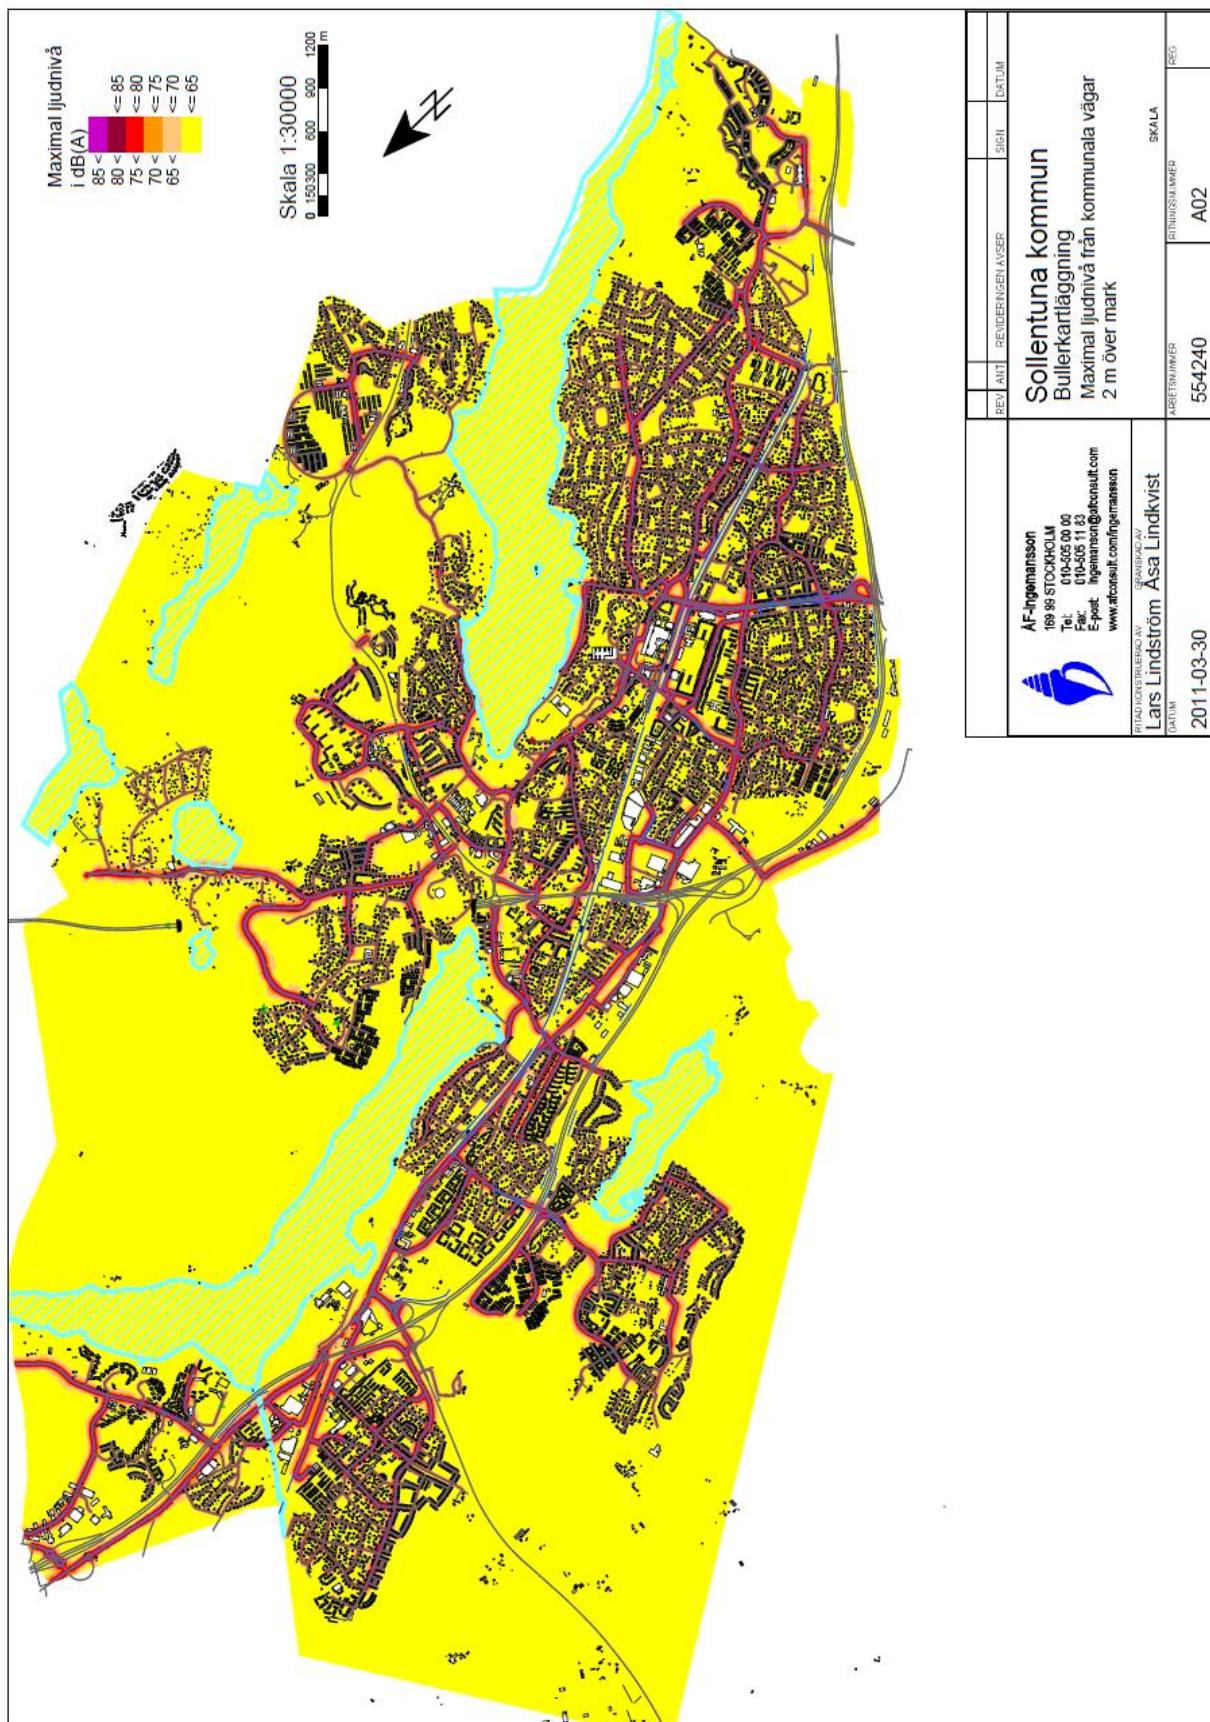 Maximal ljudnivå
i dB(A)
85 <
80 < <= 85
75 < <= 80
70 < <= 75
65 < <= 70
<= 65
Skala 1:30000
0 150 300 600 900 1200
m
REV ANT REVIDERINGEN AVSER SIGN DATUM
Sollentuna kommun
Bullerkartläggning
Maximal ljudnivå från kommunala vägar
2 m över mark
SKALA
ÅF-Ingemansson
169 99 STOCKHOLM
Tel: 010-505 00 00
Fax: 010-505 11 83
E-post: ingemansson@afconsult.com
www.afconsult.com/ingemansson
RITAD/KONSTRUERAD AV GRANSKAD AV
Lars Lindström Åsa Lindkvist
DATUM ARBETSNUMMER RITNINGSNUMMER REG
2011-03-30 554240 A02